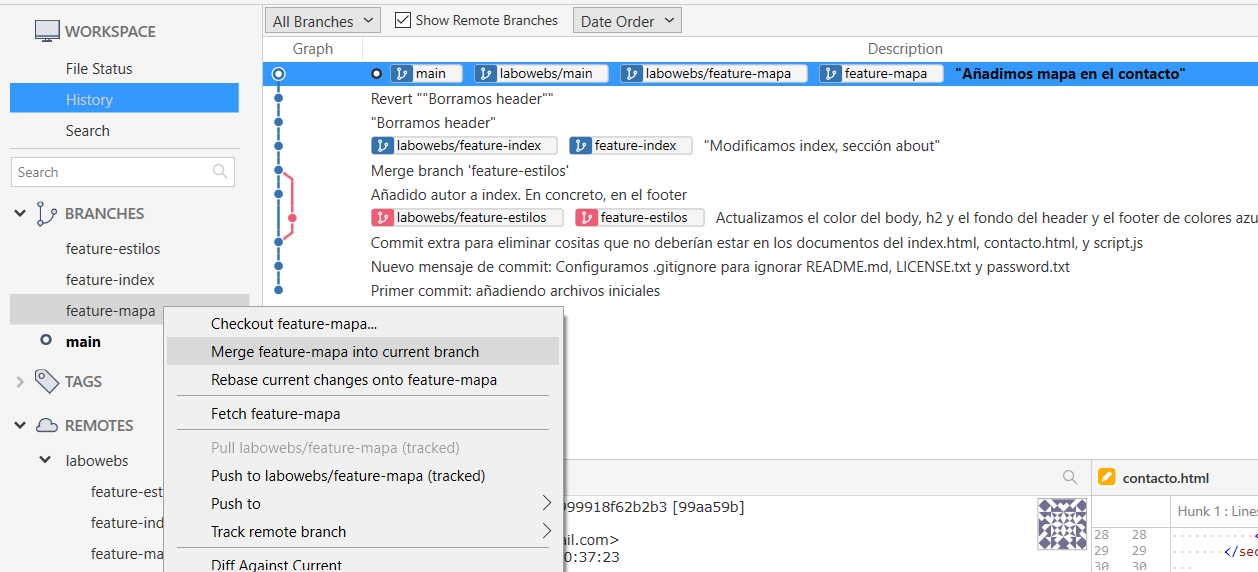 WORKSPACE
File Status
History
Search
Search
BRANCHES
feature-estilos
feature-index
feature-mapa
main
TAGS
REMOTES
labowebs
feature-est
feature-ind
feature-ma
All Branches
Show Remote Branches
Date Order
Graph
Description
main labowebs/main labowebs/feature-mapa feature-mapa "Añadimos mapa en el contacto"
Revert ""Borramos header""
"Borramos header"
labowebs/feature-index feature-index "Modificamos index, sección about"
Merge branch 'feature-estilos'
Añadido autor a index. En concreto, en el footer
labowebs/feature-estilos feature-estilos Actualizamos el color del body, h2 y el fondo del header y el footer de colores azu
Commit extra para eliminar cositas que no deberían estar en los documentos del index.html, contacto.html, y script.js
Nuevo mensaje de commit: Configuramos .gitignore para ignorar README.md, LICENSE.txt y password.txt
Primer commit: añadiendo archivos iniciales
Checkout feature-mapa...
Merge feature-mapa into current branch
Rebase current changes onto feature-mapa
Fetch feature-mapa
Pull labowebs/feature-mapa (tracked)
Push to labowebs/feature-mapa (tracked)
Push to
Track remote branch
Diff Against Current
999918f62b2b3 [99aa59b]
ail.com>
0:37:23
contacto.html
Hunk 1 : Lines
28 28 <
29 29 </sec
30 30